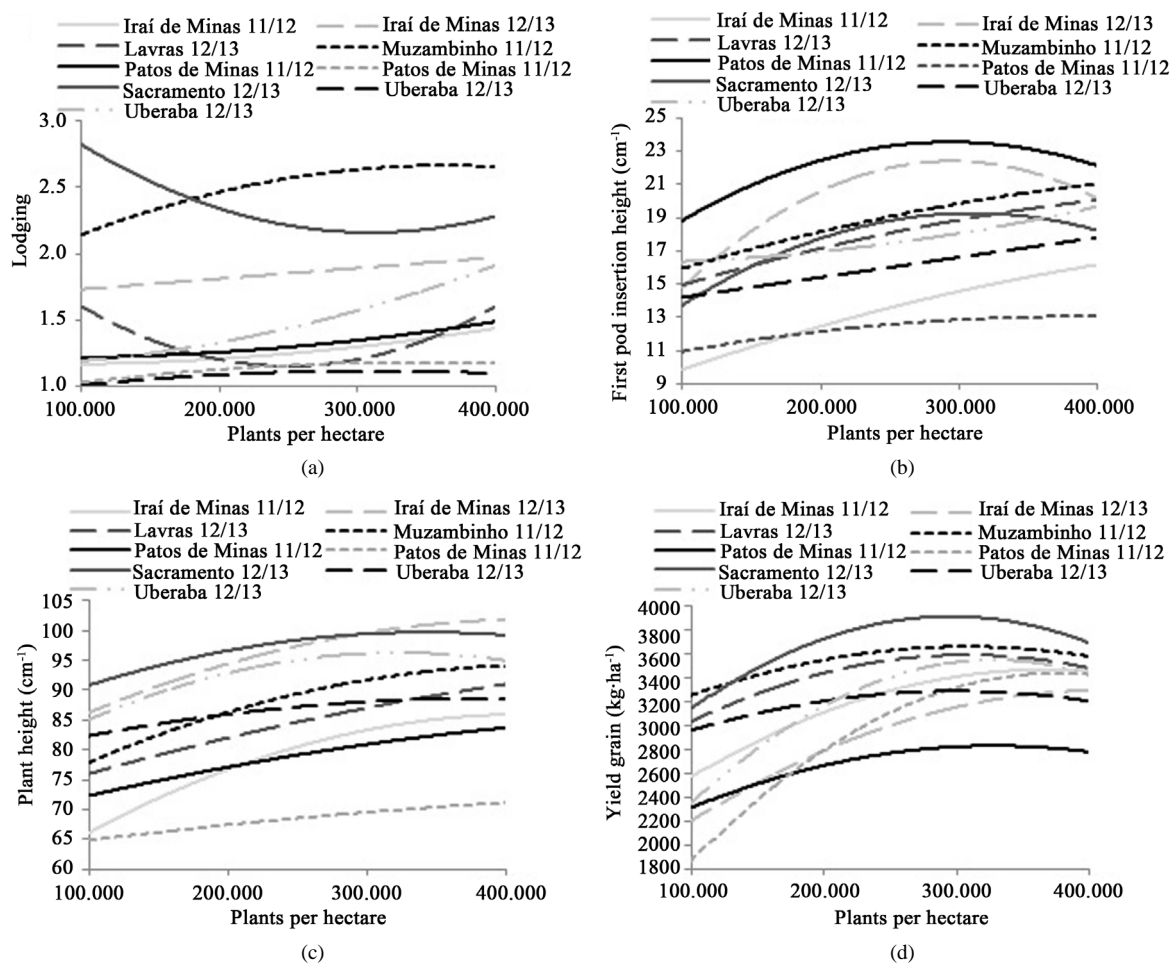 Iraí de Minas 11/12
Iraí de Minas 12/13
Lavras 12/13
Muzambinho 11/12
Patos de Minas 11/12
Patos de Minas 11/12
Sacramento 12/13
Uberaba 12/13
Uberaba 12/13
Lodging
3.0
2.5
2.0
1.5
1.0
100.000 200.000 300.000 400.000
Plants per hectare
(a)
Iraí de Minas 11/12
Iraí de Minas 12/13
Lavras 12/13
Muzambinho 11/12
Patos de Minas 11/12
Patos de Minas 11/12
Sacramento 12/13
Uberaba 12/13
Uberaba 12/13
First pod insertion height (cm⁻¹)
25
23
21
19
17
15
13
11
9
100.000 200.000 300.000 400.000
Plants per hectare
(b)
Iraí de Minas 11/12
Iraí de Minas 12/13
Lavras 12/13
Muzambinho 11/12
Patos de Minas 11/12
Patos de Minas 11/12
Sacramento 12/13
Uberaba 12/13
Uberaba 12/13
Plant height (cm⁻¹)
105
100
95
90
85
80
75
70
65
60
100.000 200.000 300.000 400.000
Plants per hectare
(c)
Iraí de Minas 11/12
Iraí de Minas 12/13
Lavras 12/13
Muzambinho 11/12
Patos de Minas 11/12
Patos de Minas 11/12
Sacramento 12/13
Uberaba 12/13
Uberaba 12/13
Yield grain (kg·ha⁻¹)
4000
3800
3600
3400
3200
3000
2800
2600
2400
2200
2000
1800
100.000 200.000 300.000 400.000
Plants per hectare
(d)